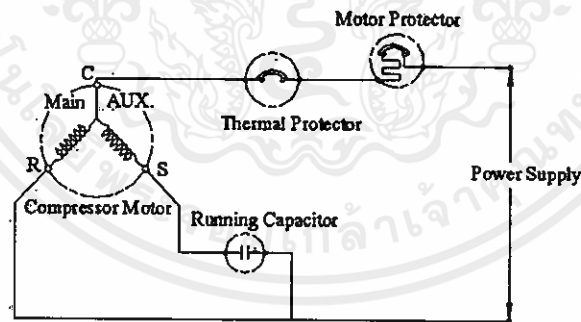 Motor Protector
C
Main
AUX.
Thermal Protector
R
S
Power Supply
Compressor Motor
Running Capacitor